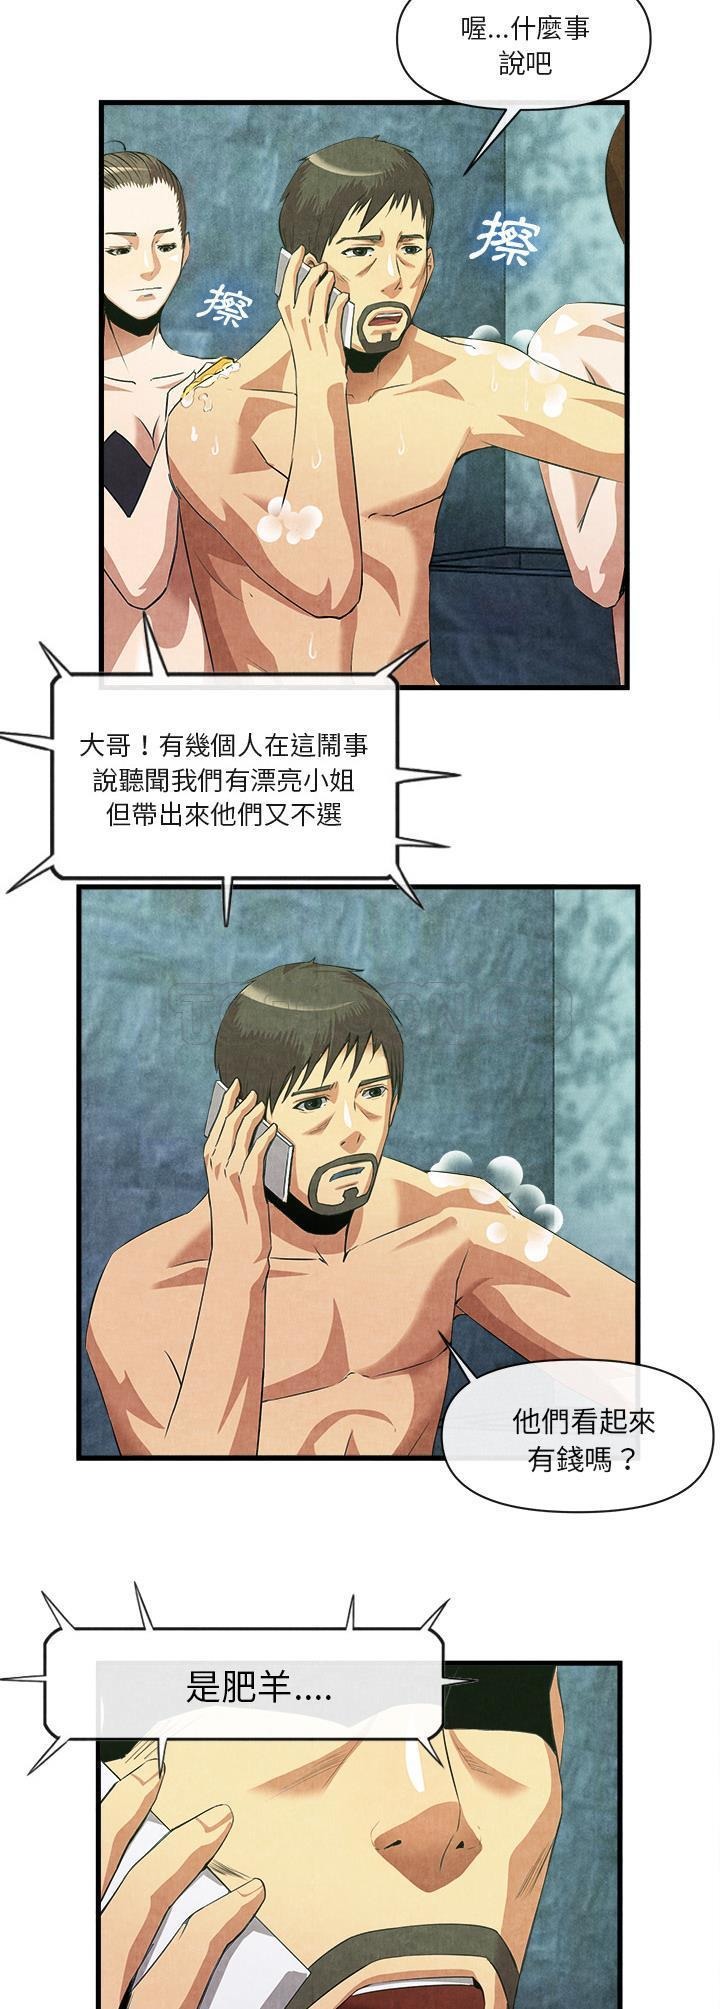 喔...什麼事
說吧
擦
擦
大哥！有幾個人在這鬧事
說聽聞我們有漂亮小姐
但帶出來他們又不選
他們看起來
有錢嗎？
是肥羊....